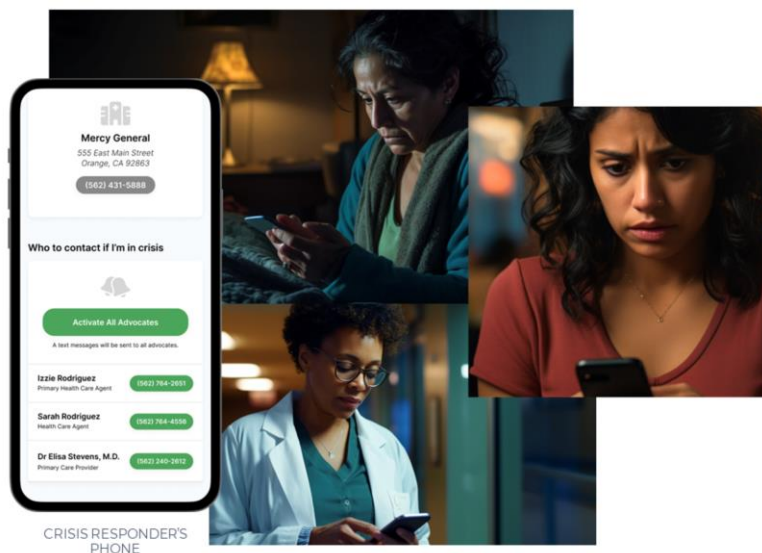 Mercy General
555 East Main Street
Orange, CA 92863
(562) 431-5888
Who to contact if I'm in crisis
Activate All Advocates
A text messages will be sent to all advocates.
Izzie Rodriguez
Primary Health Care Agent
(562) 764-2651
Sarah Rodriguez
Health Care Agent
(562) 764-4556
Dr Elisa Stevens, M.D.
Primary Care Provider
(562) 240-2612
CRISIS RESPONDER'S
PHONE